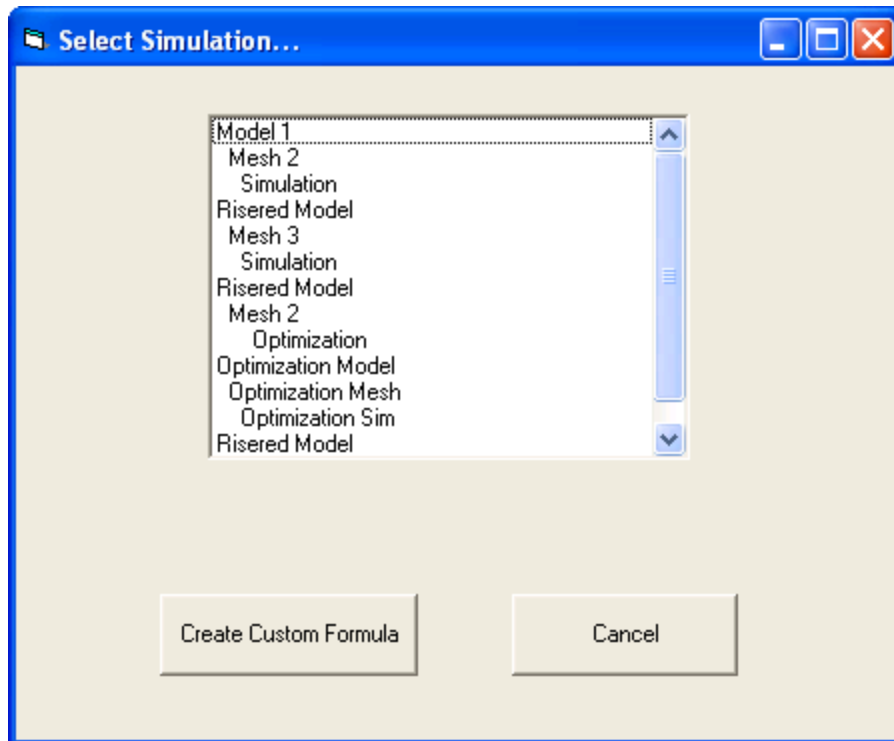 Select Simulation...
Model 1
Mesh 2
Simulation
Risered Model
Mesh 3
Simulation
Risered Model
Mesh 2
Optimization
Optimization Model
Optimization Mesh
Optimization Sim
Risered Model
Create Custom Formula
Cancel